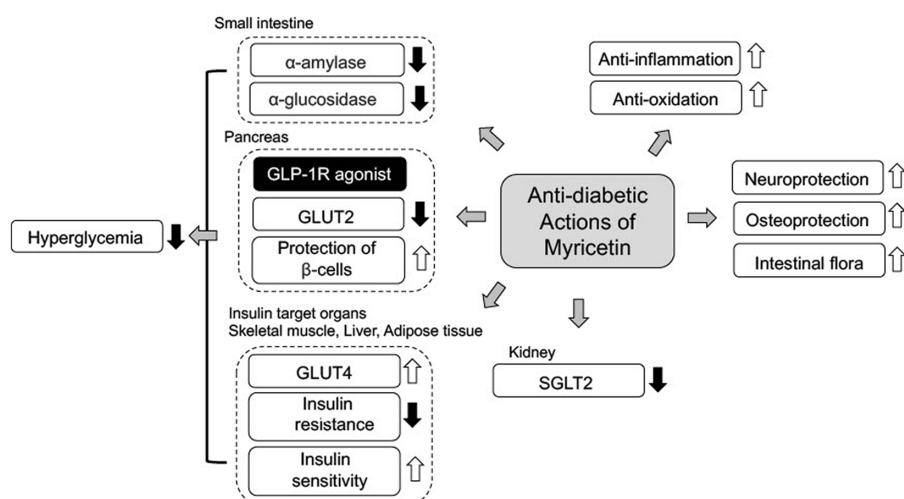 Small intestine
α-amylase
α-glucosidase
Pancreas
GLP-1R agonist
GLUT2
Protection of
β-cells
Hyperglycemia
Insulin target organs
Skeletal muscle, Liver, Adipose tissue
GLUT4
Insulin
resistance
Insulin
sensitivity
Anti-diabetic
Actions of
Myricetin
Anti-inflammation
Anti-oxidation
Neuroprotection
Osteoprotection
Intestinal flora
Kidney
SGLT2